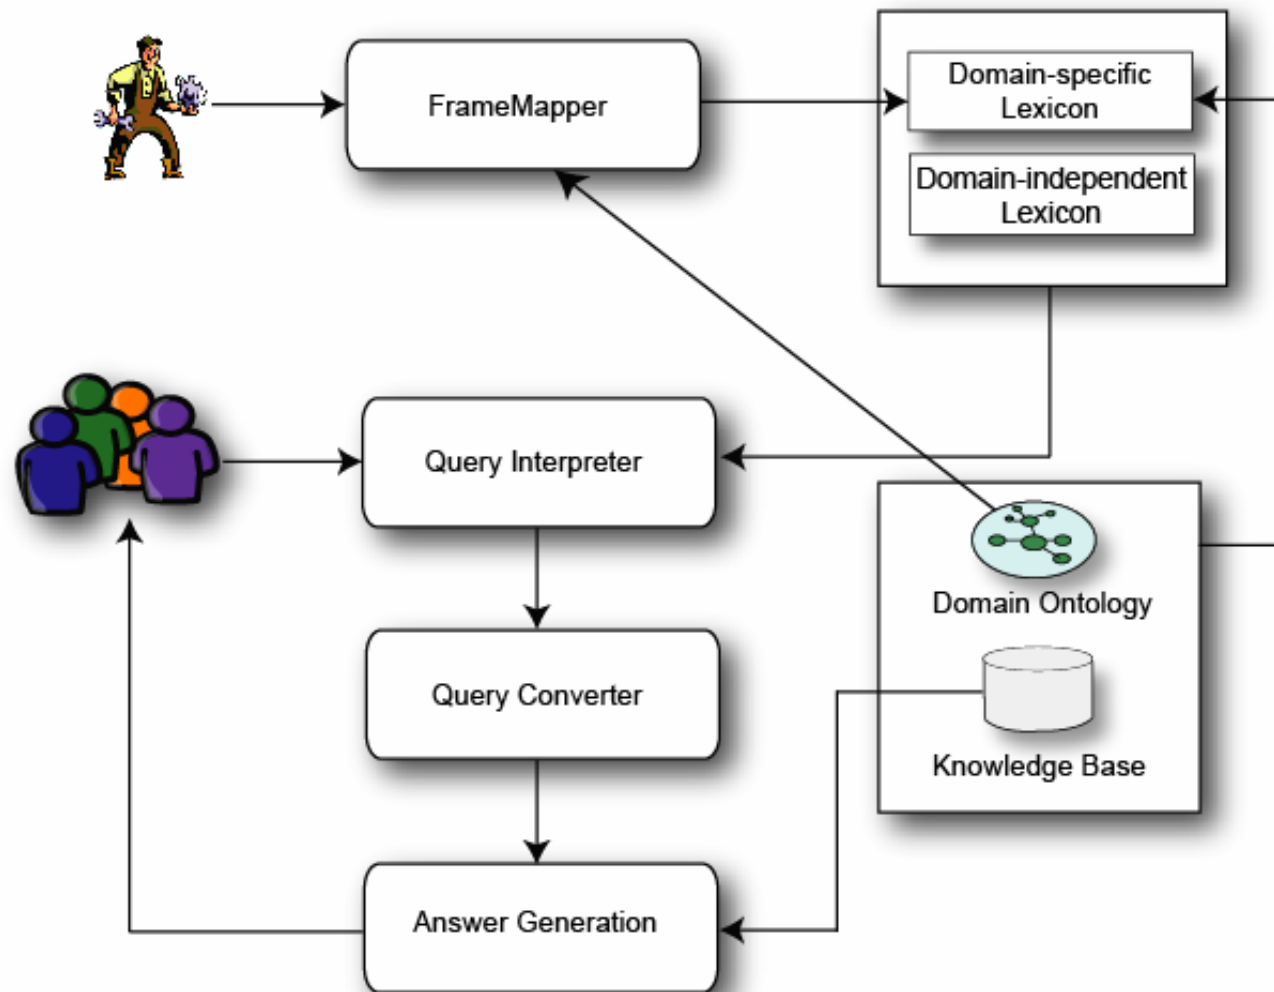 FrameMapper
Domain-specific
Lexicon
Domain-independent
Lexicon
Query Interpreter
Domain Ontology
Query Converter
Knowledge Base
Answer Generation